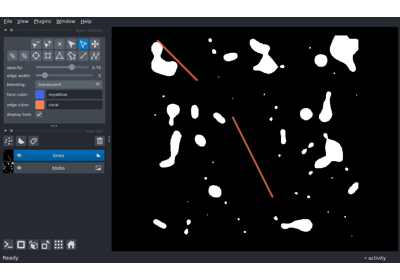 File View Plugins Window Help
opacity: 0.70
edge width: 5
blending: translucent
face color: royalblue
edge color: coral
display text:
lines
blobs
Ready
activity